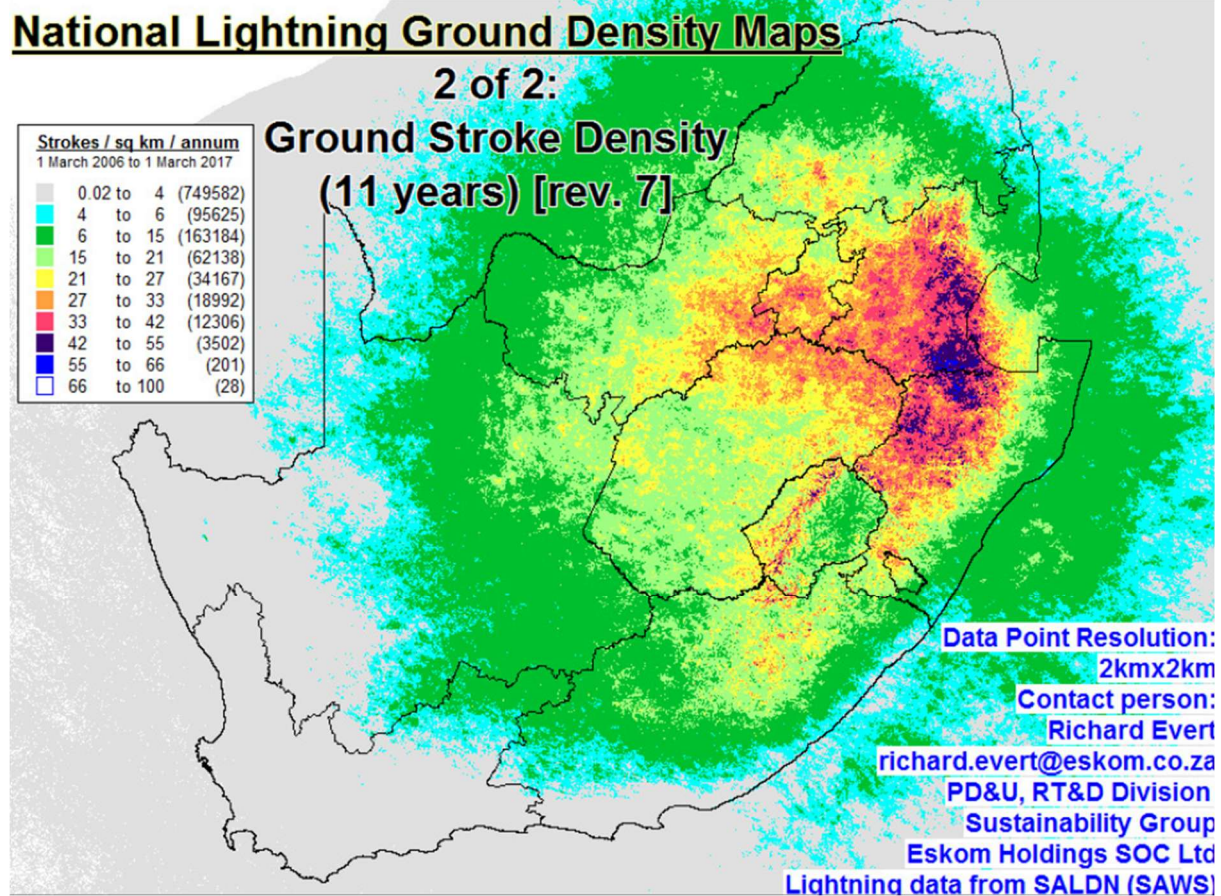 National Lightning Ground Density Maps
2 of 2:
Ground Stroke Density
(11 years) [rev. 7]
Strokes / sq km / annum
1 March 2006 to 1 March 2017
0.02 to 4 (749582)
4 to 6 (95625)
6 to 15 (163184)
15 to 21 (62138)
21 to 27 (34167)
27 to 33 (18992)
33 to 42 (12306)
42 to 55 (3502)
55 to 66 (201)
66 to 100 (28)
Data Point Resolution:
2kmx2km
Contact person:
Richard Evert
richard.evert@eskom.co.za
PD&U, RT&D Division
Sustainability Group
Eskom Holdings SOC Ltd
Lightning data from SALDN (SAWS)